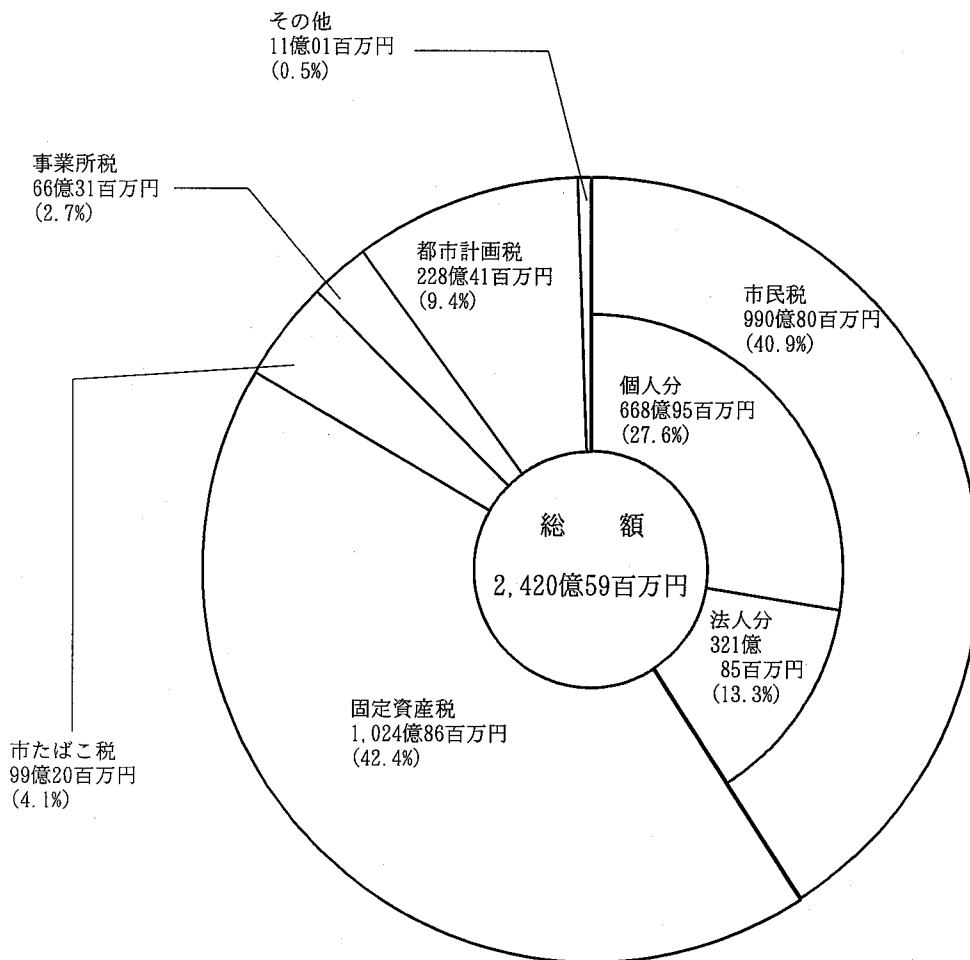 その他
11億01百万円
(0.5%)
事業所税
66億31百万円
(2.7%)
都市計画税
228億41百万円
(9.4%)
市民税
990億80百万円
(40.9%)
個人分
668億95百万円
(27.6%)
総　額
2,420億59百万円
法人分
321億
85百万円
(13.3%)
固定資産税
1,024億86百万円
(42.4%)
市たばこ税
99億20百万円
(4.1%)